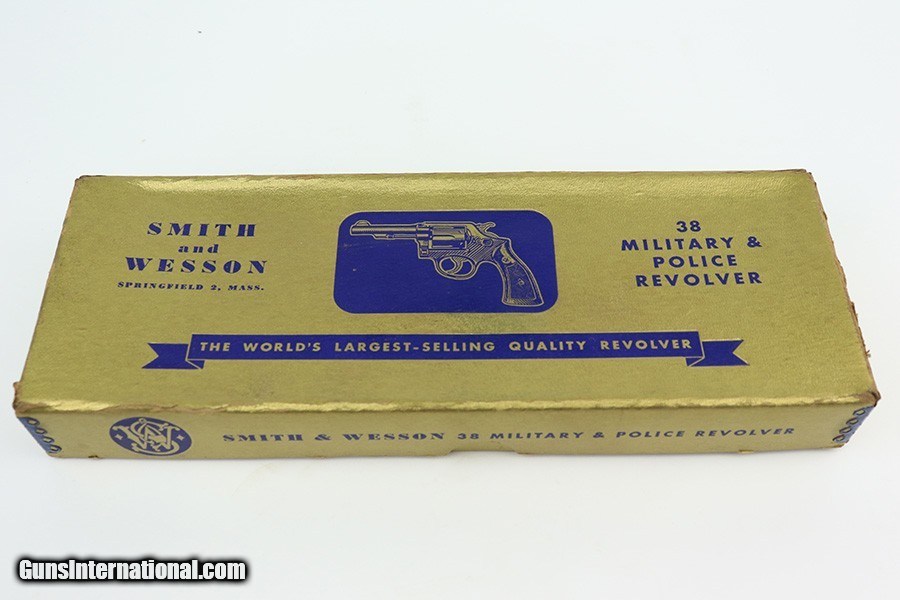 SMITH
and
WESSON
SPRINGFIELD 2, MASS.
38
MILITARY &
POLICE
REVOLVER
THE WORLD'S LARGEST-SELLING QUALITY REVOLVER
SMITH & WESSON 38 MILITARY & POLICE REVOLVER
GunsInternational.com